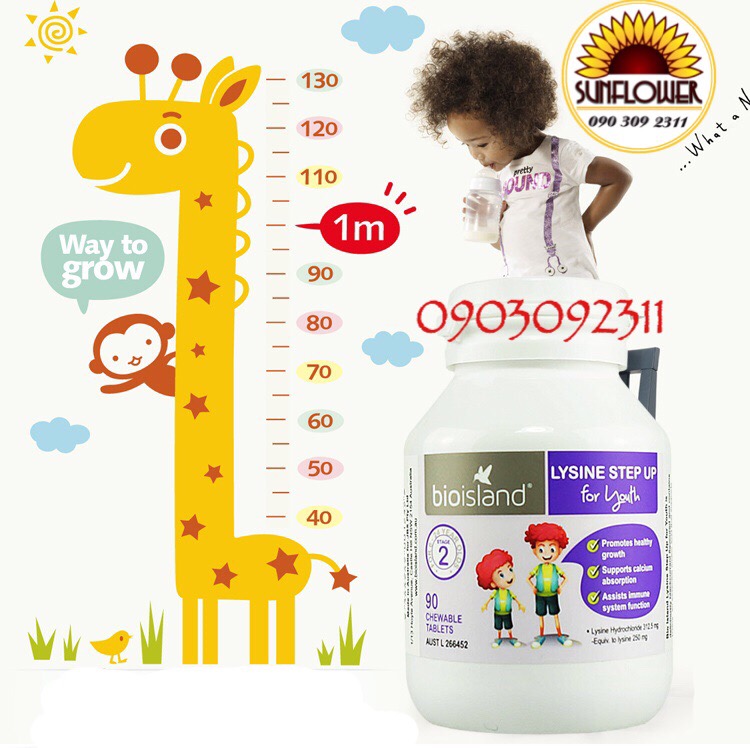 SUNFLOWER
090 309 2311
...What a N
130
120
110
1m
90
80
70
60
50
40
Way to
grow
pretty
0903092311
bioisland®
LYSINE STEP UP
for Youth
STAGE
2
90
CHEWABLE
TABLETS
AUST L 266452
Promotes healthy
growth
Supports calcium
absorption
Assists immune
system function
• Lysine Hydrochloride 312.5 mg
-Equiv. to lysine 250 mg